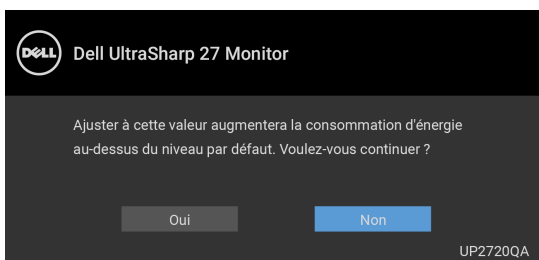 DELL
Dell UltraSharp 27 Monitor
Ajuster à cette valeur augmentera la consommation d'énergie
au-dessus du niveau par défaut. Voulez-vous continuer ?
Oui
Non
UP2720QA